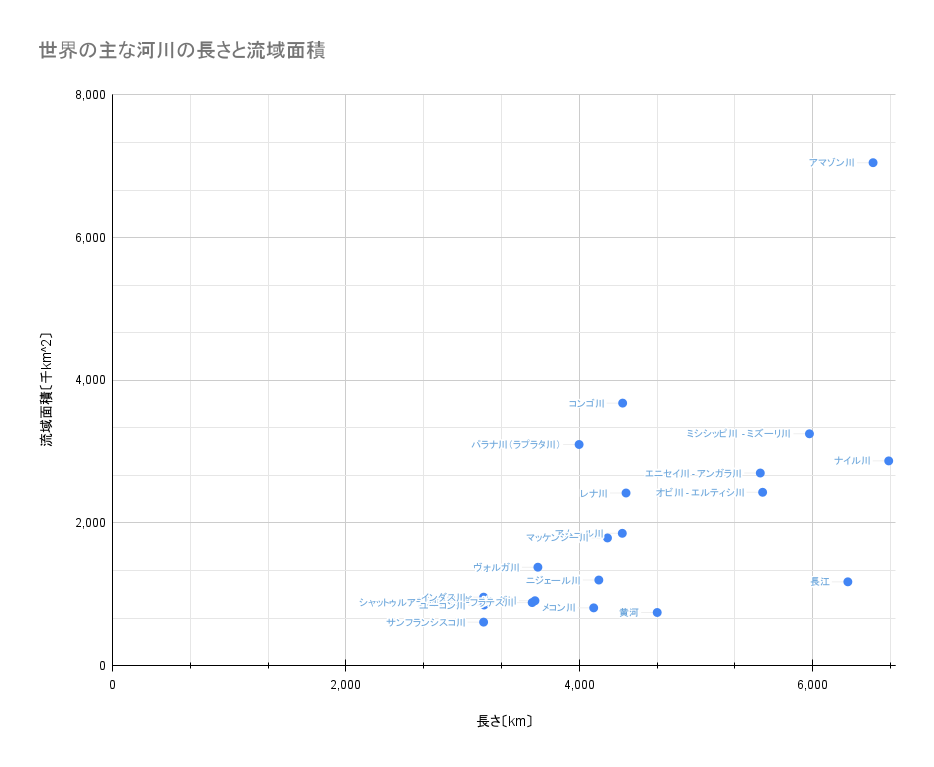 世界の主な河川の長さと流域面積
8,000
アマゾン川
6,000
流域面積[千km^2]
4,000
コンゴ川
ミシシッピ川 - ミズーリ川
パラナ川(ラプラタ川)
ナイル川
エニセイ川 - アンガラ川
レナ川
オビ川 - エルティシ川
2,000
マッケンジー川
ヴォルガ川
ニジェール川
長江
インダス川
ユーコン川
メコン川
黄河
サンフランシスコ川
0
0
2,000
4,000
6,000
長さ[km]